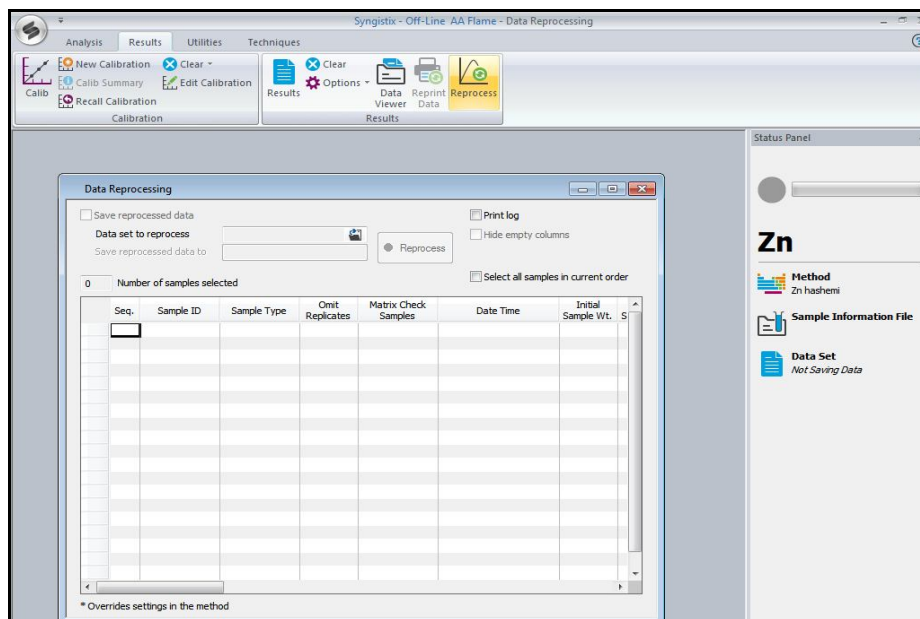 Syngistix - Off-Line AA Flame - Data Reprocessing
Analysis Results Utilities Techniques
Calib
New Calibration
Calib Summary
Recall Calibration
Clear
Edit Calibration
Calibration
Results
Clear
Options
Data Viewer
Reprint Data
Reprocess
Results
Status Panel
Data Reprocessing
Save reprocessed data
Data set to reprocess
Save reprocessed data to
Reprocess
Print log
Hide empty columns
0 Number of samples selected
Select all samples in current order
Seq. Sample ID Sample Type Omit Replicates Matrix Check Samples Date Time Initial Sample Wt. S
* Overrides settings in the method
Zn
Method
Zn hashemi
Sample Information File
Data Set
Not Saving Data